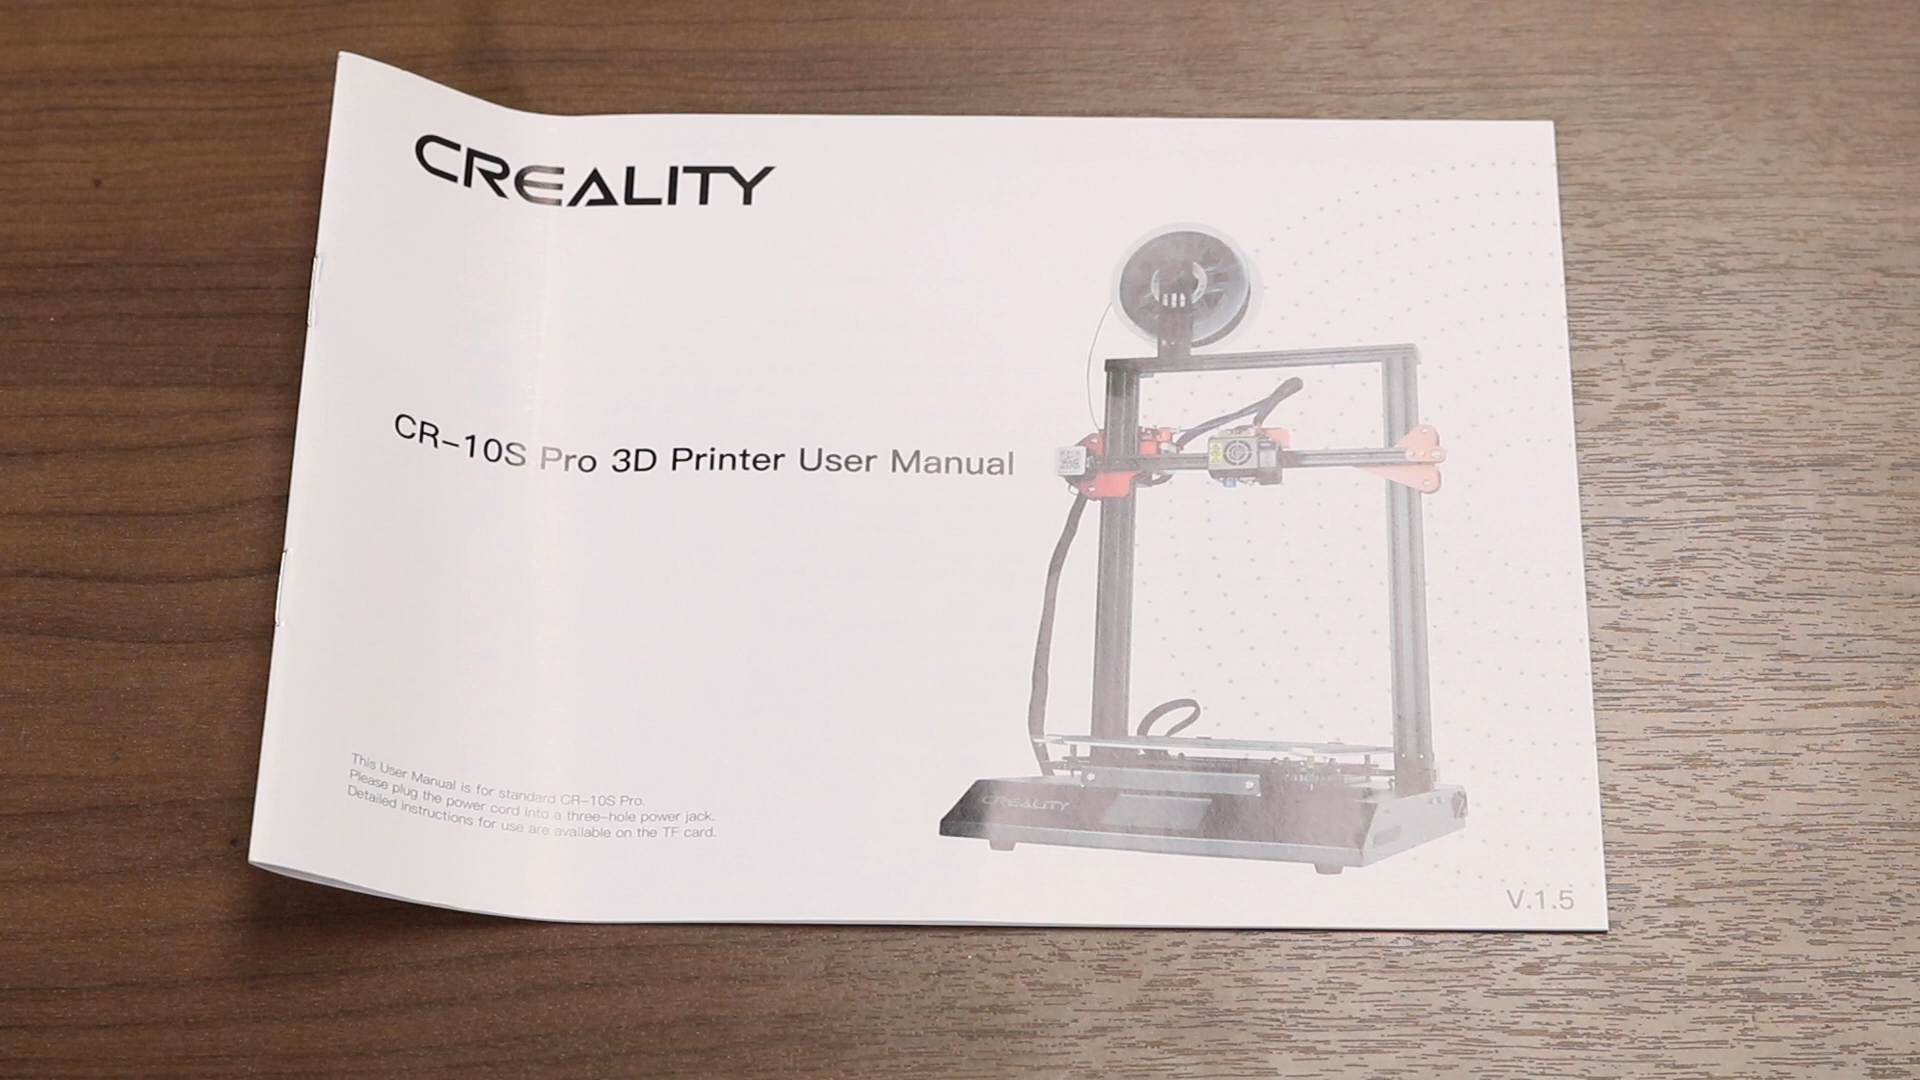 CREALITY
CR-10S Pro 3D Printer User Manual
This User Manual is for standard CR-10S Pro.
Please plug the power cord into a three-hole power jack.
Detailed instructions for use are available on the TF card.
CREALITY
V.1.5